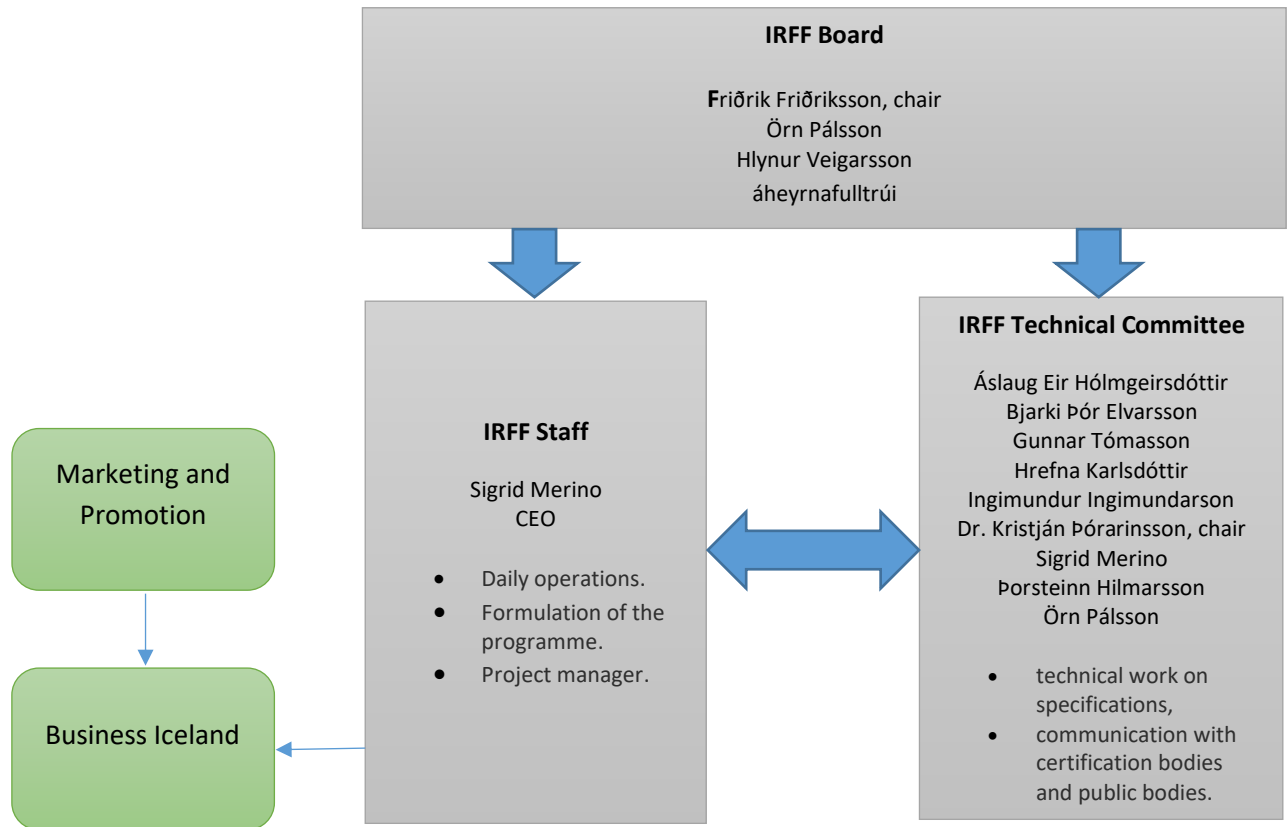 IRFF Board
Friðrik Friðriksson, chair
Örn Pálsson
Hlynur Veigarsson
áheyrnafulltrúi
Marketing and
Promotion
Business Iceland
IRFF Staff
Sigrid Merino
CEO
• Daily operations.
• Formulation of the
programme.
• Project manager.
IRFF Technical Committee
Áslaug Eir Hólmgeirsdóttir
Bjarki Þór Elvarsson
Gunnar Tómasson
Hrefna Karlsdóttir
Ingimundur Ingimundarson
Dr. Kristján Þórarinsson, chair
Sigrid Merino
Þorsteinn Hilmarsson
Örn Pálsson
• technical work on
specifications,
• communication with
certification bodies
and public bodies.